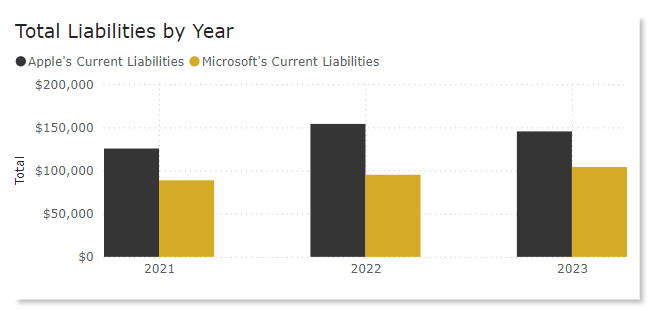 Total Liabilities by Year
Apple's Current Liabilities Microsoft's Current Liabilities
$200,000
$150,000
$100,000
$50,000
$0
Total
2021 2022 2023